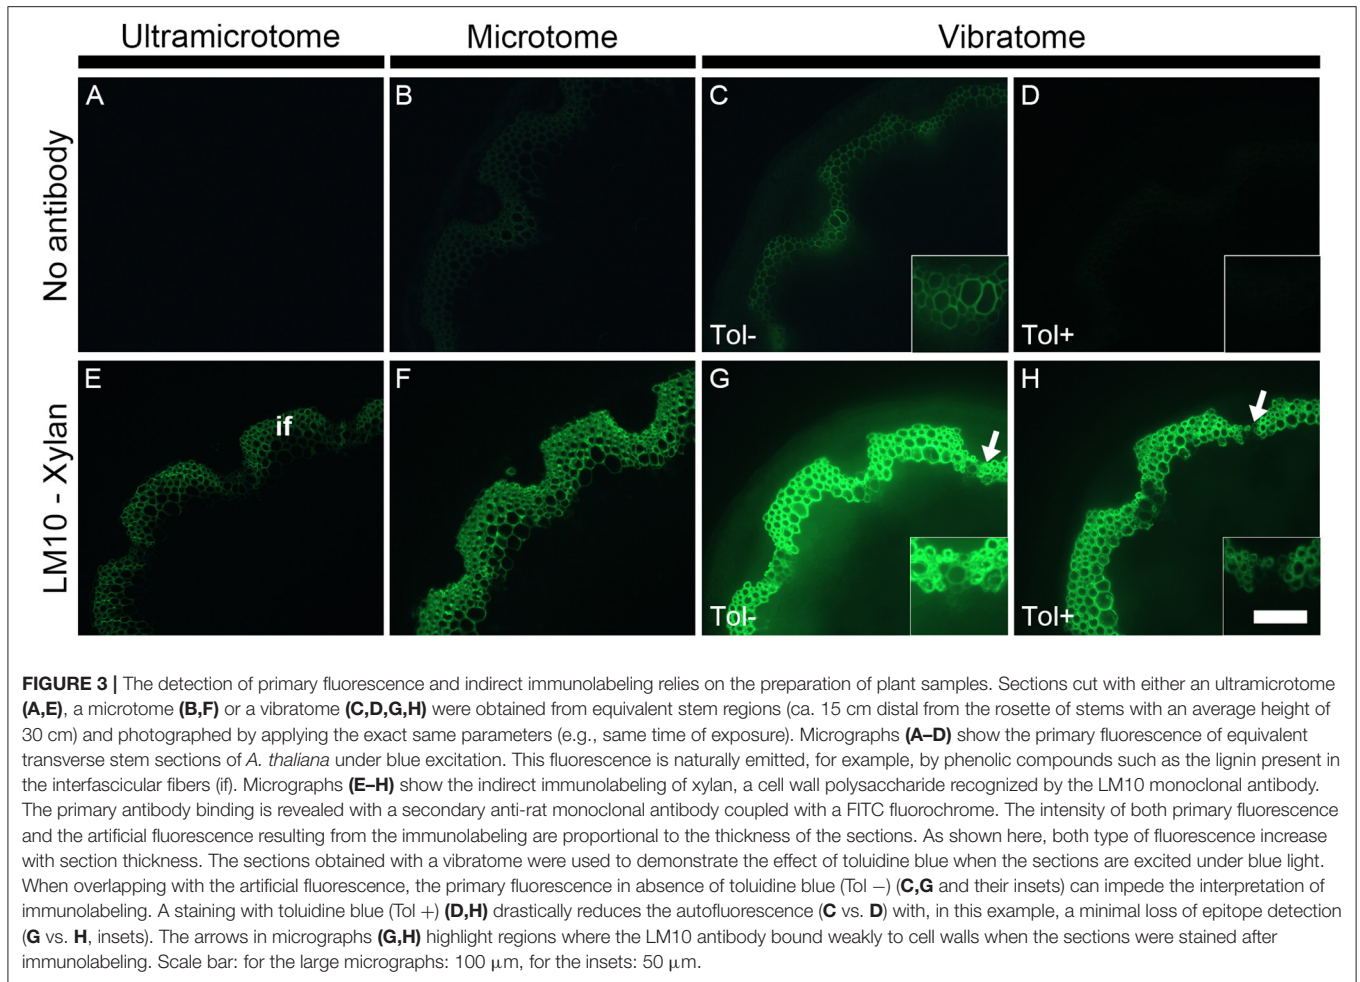 Ultramicrotome Microtome Vibratome
No antibody
A B C D
Tol- Tol+
LM10 - Xylan
E F G H
if
Tol- Tol+
FIGURE 3 | The detection of primary fluorescence and indirect immunolabeling relies on the preparation of plant samples. Sections cut with either an ultramicrotome
(A,E), a microtome (B,F) or a vibratome (C,D,G,H) were obtained from equivalent stem regions (ca. 15 cm distal from the rosette of stems with an average height of
30 cm) and photographed by applying the exact same parameters (e.g., same time of exposure). Micrographs (A–D) show the primary fluorescence of equivalent
transverse stem sections of A. thaliana under blue excitation. This fluorescence is naturally emitted, for example, by phenolic compounds such as the lignin present in
the interfascicular fibers (if). Micrographs (E–H) show the indirect immunolabeling of xylan, a cell wall polysaccharide recognized by the LM10 monoclonal antibody.
The primary antibody binding is revealed with a secondary anti-rat monoclonal antibody coupled with a FITC fluorochrome. The intensity of both primary fluorescence
and the artificial fluorescence resulting from the immunolabeling are proportional to the thickness of the sections. As shown here, both type of fluorescence increase
with section thickness. The sections obtained with a vibratome were used to demonstrate the effect of toluidine blue when the sections are excited under blue light.
When overlapping with the artificial fluorescence, the primary fluorescence in absence of toluidine blue (Tol −) (C,G and their insets) can impede the interpretation of
immunolabeling. A staining with toluidine blue (Tol +) (D,H) drastically reduces the autofluorescence (C vs. D) with, in this example, a minimal loss of epitope detection
(G vs. H, insets). The arrows in micrographs (G,H) highlight regions where the LM10 antibody bound weakly to cell walls when the sections were stained after
immunolabeling. Scale bar: for the large micrographs: 100 μm, for the insets: 50 μm.